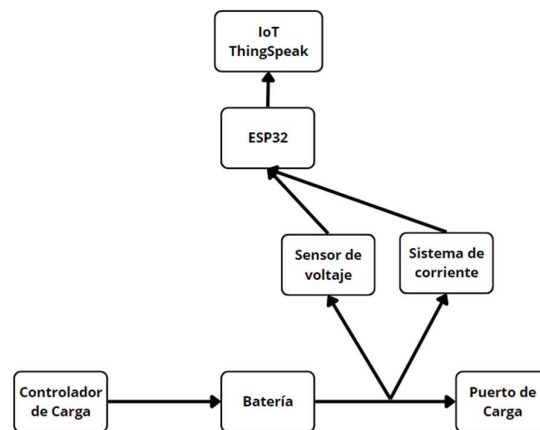 IoT
ThingSpeak
ESP32
Sensor de
voltaje
Sistema de
corriente
Controlador
de Carga
Batería
Puerto de
Carga